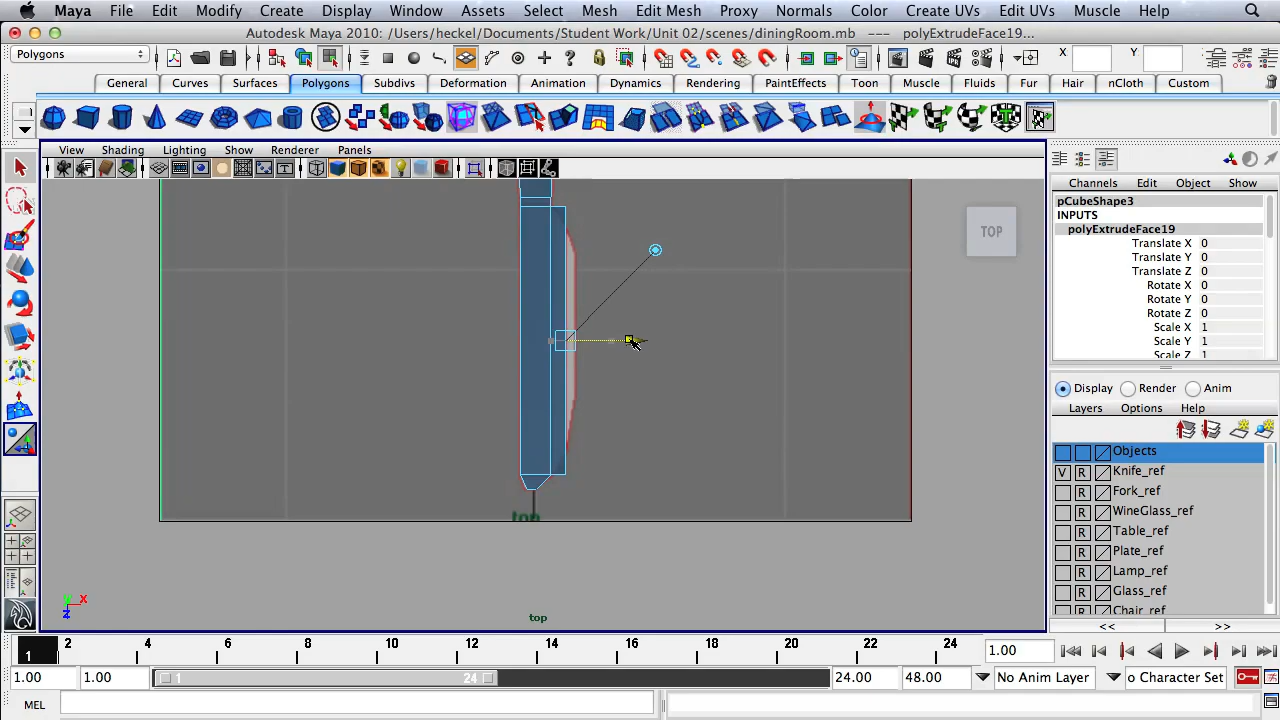 Maya File Edit Modify Create Display Window Assets Select Mesh Edit Mesh Proxy Normals Color Create UVs Edit UVs Muscle Help
Autodesk Maya 2010: /Users/heckel/Documents/Student Work/Unit 02/scenes/diningRoom.mb --- polyExtrudeFace19...
Polygons X Y
General Curves Surfaces Polygons Subdivs Deformation Animation Dynamics Rendering PaintEffects Toon Muscle Fluids Fur Hair nCloth Custom
View Shading Lighting Show Renderer Panels
Channels Edit Object Show
pCubeShape3
INPUTS
polyExtrudeFace19
Translate X 0
Translate Y 0
Translate Z 0
Rotate X 0
Rotate Y 0
Rotate Z 0
Scale X 1
Scale Y 1
Scale Z 1
TOP
top
top
y x
z
Display Render Anim
Layers Options Help
Objects
V R Knife_ref
R Fork_ref
R WineGlass_ref
R Table_ref
R Plate_ref
R Lamp_ref
R Glass_ref
R Chair_ref
<< >>
1 2 4 6 8 10 12 14 16 18 20 22 24 1.00
1.00 1.00 1 24 24.00 48.00 No Anim Layer o Character Set
MEL